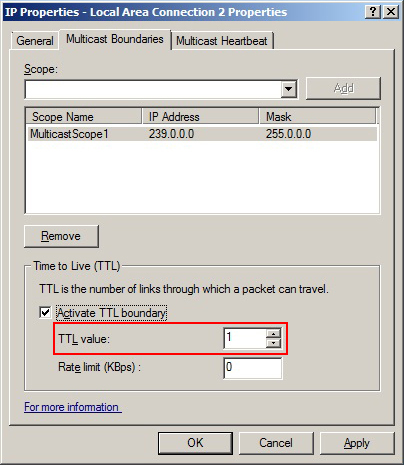 IP Properties - Local Area Connection 2 Properties
General Multicast Boundaries Multicast Heartbeat
Scope:
Add
Scope Name IP Address Mask
MulticastScope1 239.0.0.0 255.0.0.0
Remove
Time to Live (TTL)
TTL is the number of links through which a packet can travel.
Activate TTL boundary
TTL value: 1
Rate limit (KBps) : 0
For more information
OK Cancel Apply